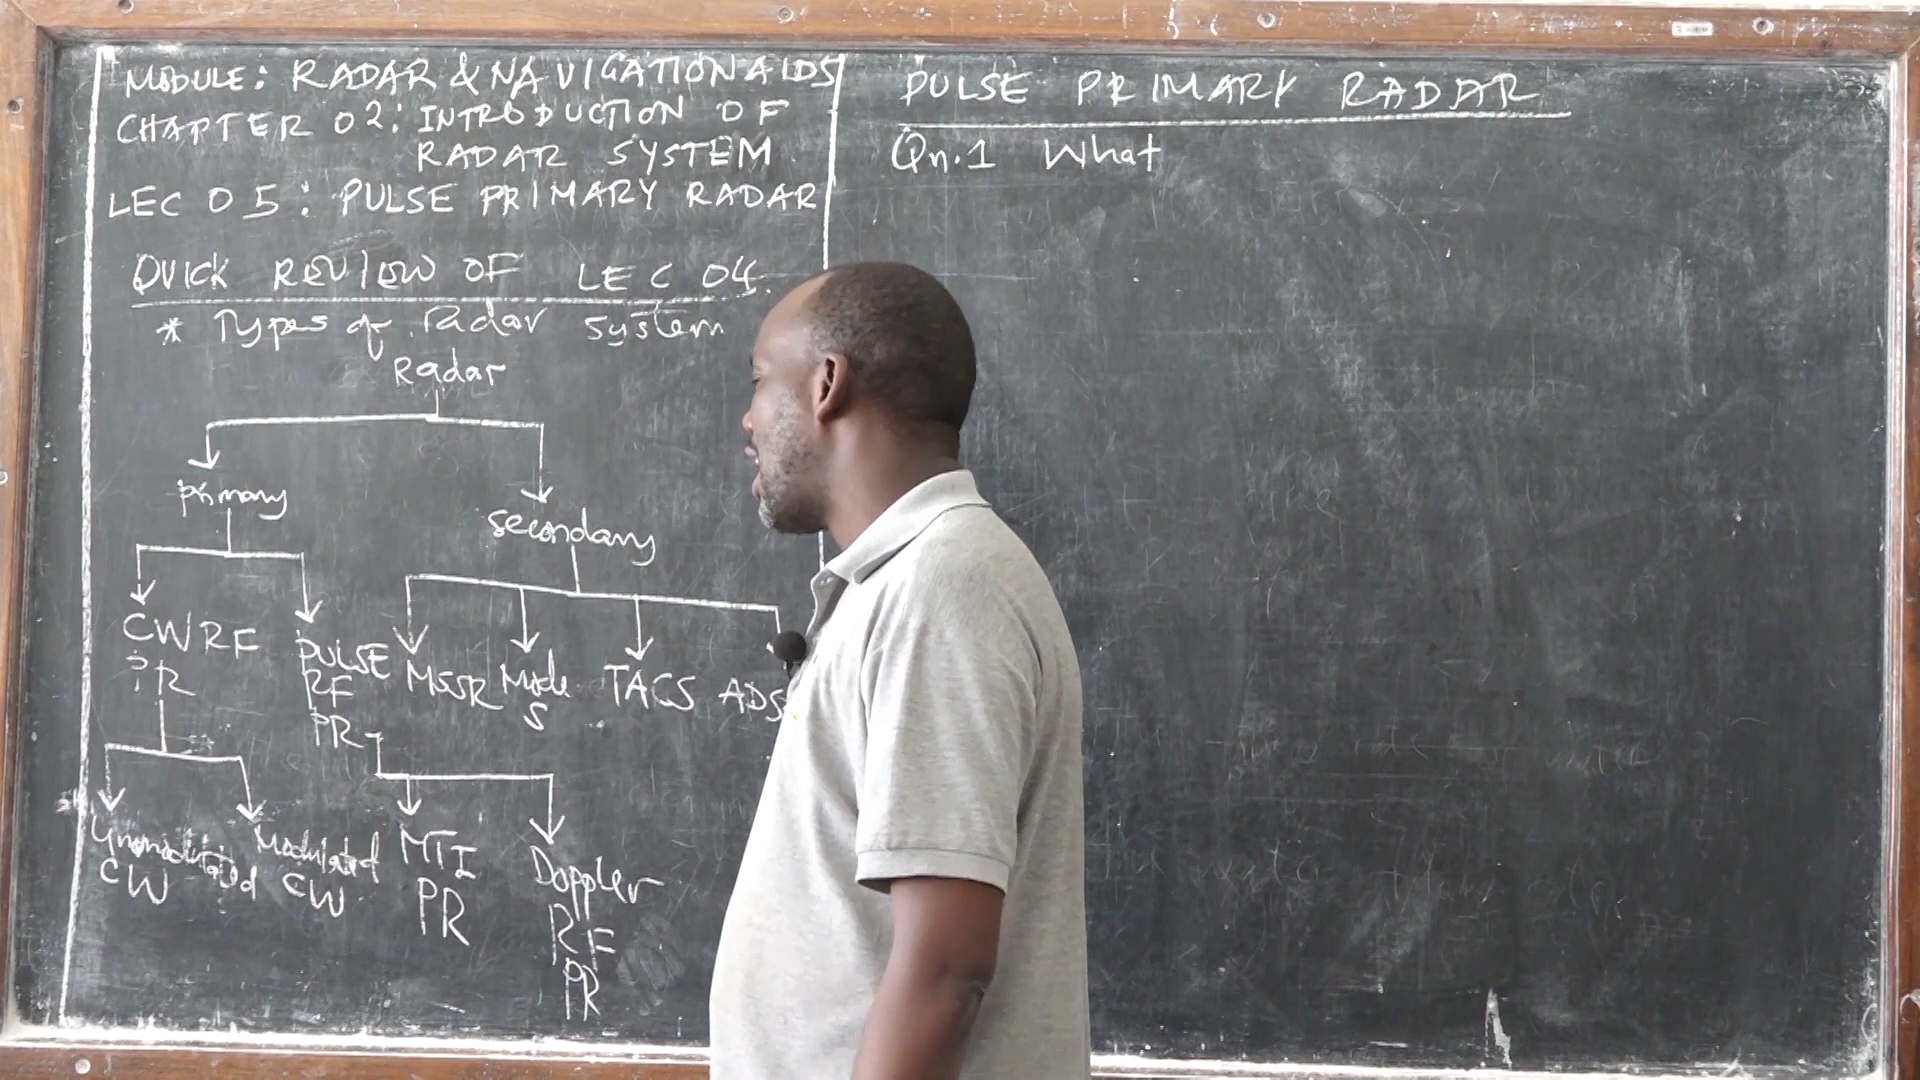 MODULE: RADAR & NAVIGATION AIDS
CHAPTER 02: INTRODUCTION OF
RADAR SYSTEM
LEC 05: PULSE PRIMARY RADAR
QUICK REVIEW OF LEC 04.
* Types of radar system
Radar
Primary
secondary
CWRF
PR
PULSE
RF
PR
MSSR
Mode
S
TACS
ADS
Unmodulated
CW
Modulated
CW
MTI
PR
Doppler
RF
PR
PULSE PRIMARY RADAR
Qn.1 What